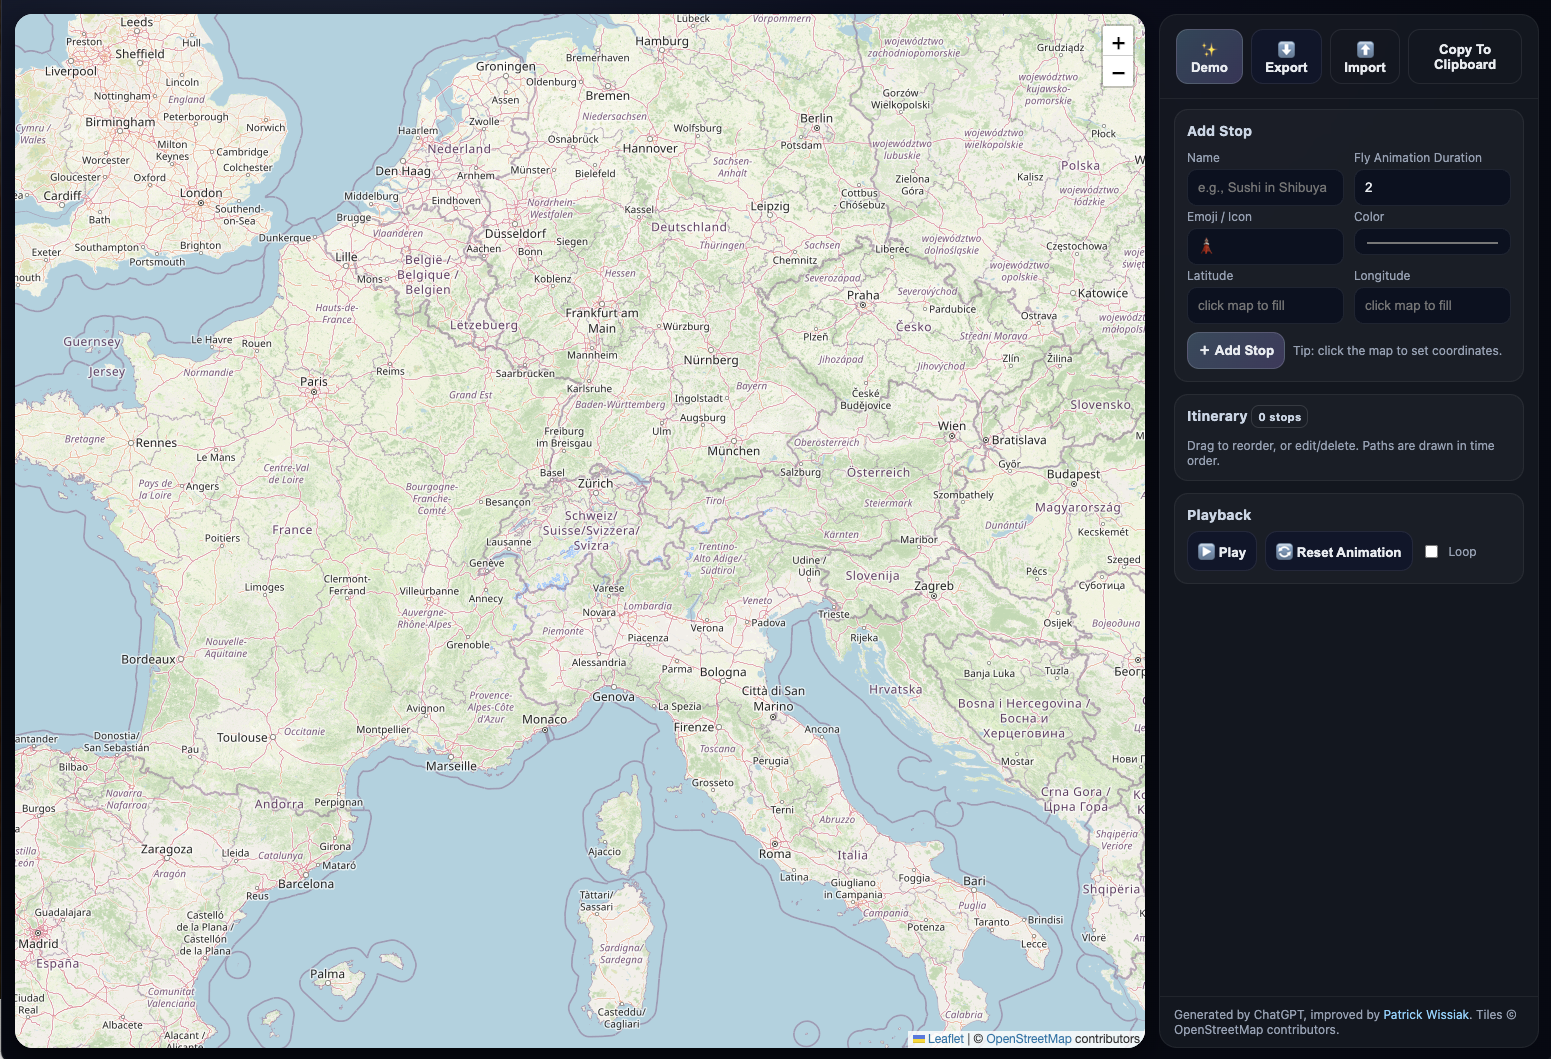 Leeds
Vorpommern
Lübeck
Preston
Hull
Sheffield
Hamburg
Bremerhaven
województwo
zachodniopomorskie
Grudziądz
Liverpool
Groningen
Lincoln
Oldenburg
Bremen
województwo
kujawsko-
pomorskie
Nottingham
England
Assen
Gorzów
Wielkopolski
Peterborough
Birmingham
Norwich
Haarlem
Zwolle
Niedersachsen
Wolfsburg
Berlin
Płock
Cymru /
Wales
Milton
Keynes
Cambridge
Nederland
Osnabrück
Hannover
Potsdam
województwo
lubuskie
województwo
wielkopolskie
Worcester
Colchester
Den Haag
Arnhem
Münster
Bielefeld
Sachsen-
Anhalt
Zielona
Góra
Kalisz
Polska
Gloucester
Oxford
Cardiff
London
Middelburg
Eindhoven
Nordrhein-
Westfalen
Kassel
Leipzig
Cottbus
- Chóśebuz
województwo
łódzkie
Bath
Southend-
on-Sea
Brugge
Vlaanderen
Düsseldorf
Siegen
Deutschland
Exeter
Southampton
Brighton
Portsmouth
Dunkerque
Lille
Aachen
Bonn
Thüringen
Sachsen
Chemnitz
Liberec
województwo
dolnośląskie
Częstochowa
Mons
België /
Belgique /
Belgien
Koblenz
Hessen
Severozápad
Severovýchod
województwo
opolskie
Katowice
Praha
Pardubice
Hauts-de-
France
Frankfurt am
Main
Lëtzebuerg
Würzburg
Plzeň
Česko
Ostrava
Střední Morava
Guernsey
Le Havre
Rouen
Mannheim
Nürnberg
Jihozápad
Jihovýchod
Zlín
Žilina
Jersey
Normandie
Paris
Reims
Saarbrücken
Karlsruhe
Bayern
Grand Est
Baden-Württemberg
Ingolstadt
České
Budějovice
Slovensko
Augsburg
Bretagne
Rennes
Freiburg
im Breisgau
Ulm
München
Oberösterreich
Wien
Bratislava
Le Mans
Centre-Val
de Loire
Basel
Salzburg
Österreich
Győr
Budapest
Pays de
la Loire
Angers
Bourgogne-
Franche-
Comté
Besançon
Zürich
Tirol
Steiermark
Szombathely
Magyarország
France
Schweiz/
Suisse/Svizzera/
Svizra
Dunántúl
Kecskemét
Poitiers
Lausanne
Genève
Trentino-
Alto Adige/
Südtirol
Kärnten
Maribor
Udine /
Udin
Szeged
Limoges
Clermont-
Ferrand
Villeurbanne
Annecy
Varese
Slovenija
Zagreb
Pécs
Суботица
Auvergne-
Rhône-Alpes
Novara
Lombardia
Veneto
Nouvelle-
Aquitaine
Piemonte
Piacenza
Verona
Padova
Trieste
Rijeka
Osijek
Војводина
Bordeaux
Grenoble
Alessandria
Parma
Bologna
Banja Luka
Tuzla
Genova
Città di San
Marino
Hrvatska
Provence-
Alpes-Côte
d'Azur
Avignon
La Spezia
Bosna i Hercegovina /
Босна и
Херцеговина
Donostia/
San Sebastián
Pau
Toulouse
Occitanie
Montpellier
Monaco
Firenze
Ancona
Bilbao
Marseille
Toscana
Perugia
Mostar
Burgos
Navarra -
Nafarroa
Andorra
Perpignan
Grosseto
Terni
Crna Gora /
Црна Гора
Abruzzo
Shqipëria
Veriore
Zaragoza
Lleida
Catalunya
Girona
Mataró
Ajaccio
Roma
Italia
Aragón
Barcelona
Reus
Latina
Giugliano
in Campania
Foggia
Bari
Shqipëria
Tàttari/
Sassari
Campania
Puglia
Guadalajara
Castelló
de la Plana /
Castellón
de la Plana
Potenza
Taranto
Brindisi
Lecce
Vlorë
Madrid
España
Sardigna/
Sardegna
Palma
Ciudad
Real
Comunitat
Valenciana
Albacete
Alacant /
Casteddu/
Cagliari
Calabria
+
−
Leaflet | © OpenStreetMap contributors
Demo
Export
Import
Copy To
Clipboard
Add Stop
Name
Fly Animation Duration
e.g., Sushi in Shibuya
2
Emoji / Icon
Color
Latitude
Longitude
click map to fill
click map to fill
+ Add Stop
Tip: click the map to set coordinates.
Itinerary 0 stops
Drag to reorder, or edit/delete. Paths are drawn in time
order.
Playback
Play
Reset Animation
Loop
Generated by ChatGPT, improved by Patrick Wissiak. Tiles ©
OpenStreetMap contributors.